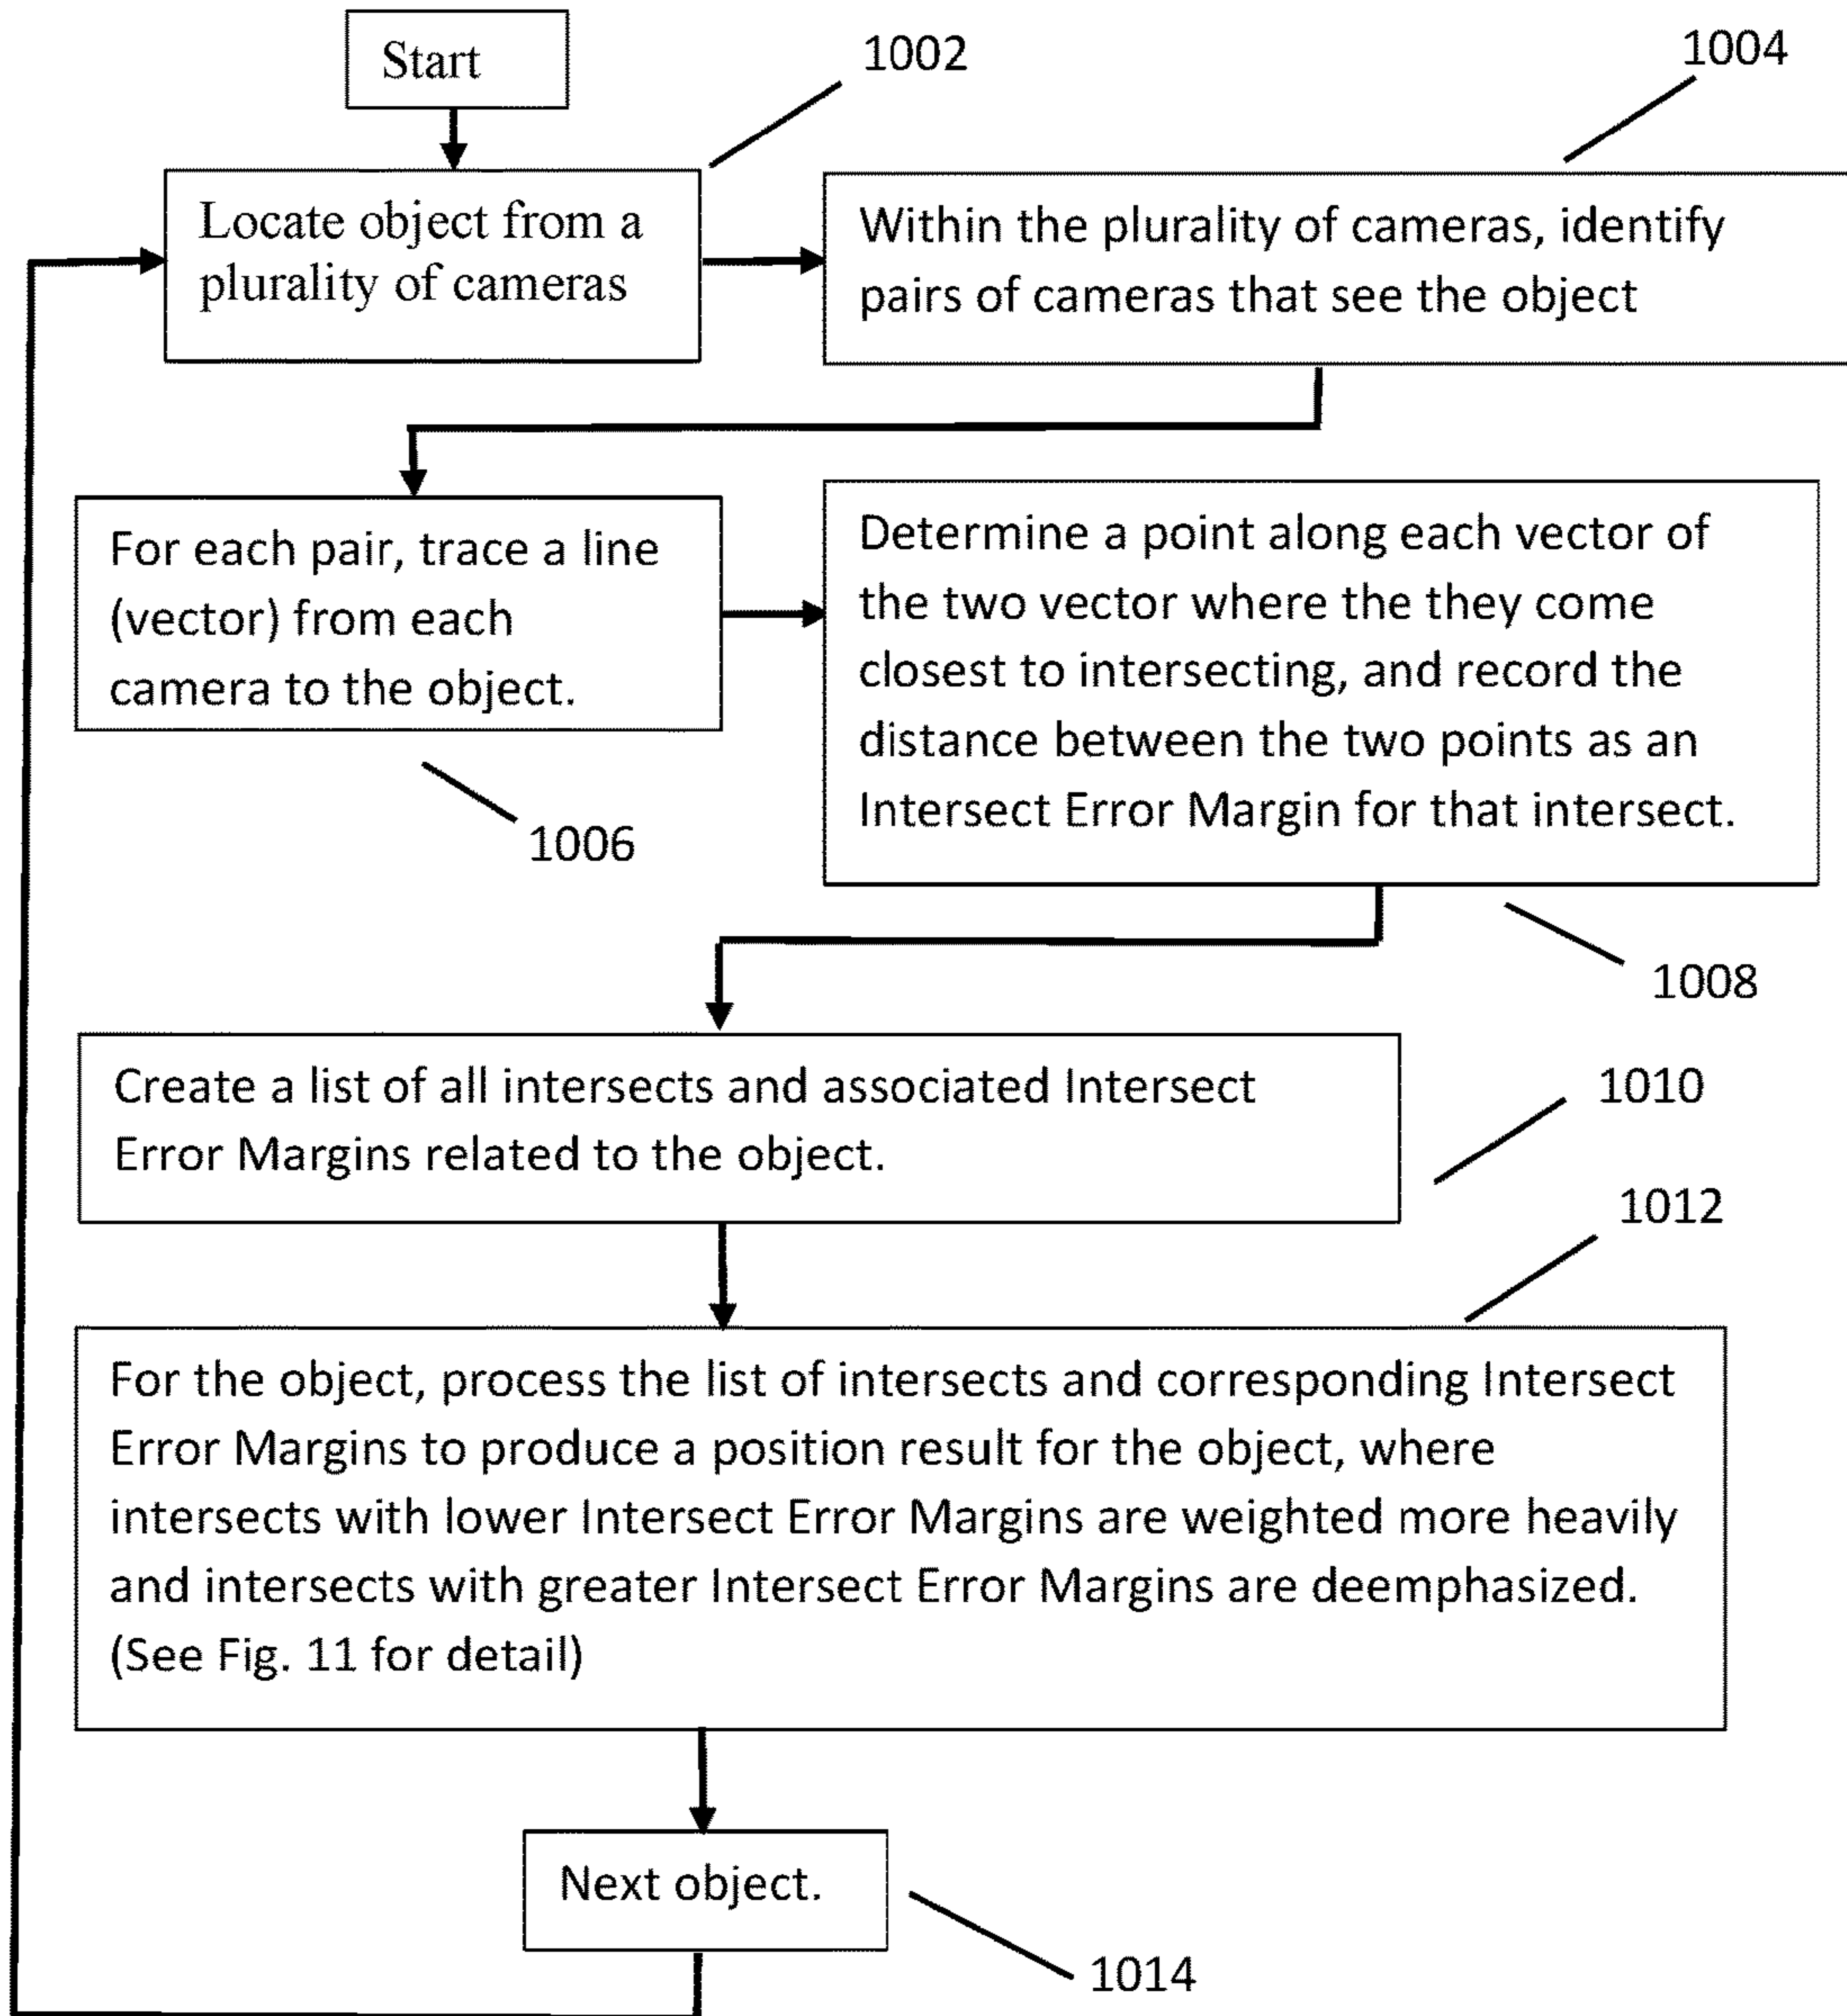 Start
1002
1004
Locate object from a
plurality of cameras
Within the plurality of cameras, identify
pairs of cameras that see the object
For each pair, trace a line
(vector) from each
camera to the object.
1006
Determine a point along each vector of
the two vector where the they come
closest to intersecting, and record the
distance between the two points as an
Intersect Error Margin for that intersect.
1008
Create a list of all intersects and associated Intersect
Error Margins related to the object.
1010
1012
For the object, process the list of intersects and corresponding Intersect
Error Margins to produce a position result for the object, where
intersects with lower Intersect Error Margins are weighted more heavily
and intersects with greater Intersect Error Margins are deemphasized.
(See Fig. 11 for detail)
Next object.
1014